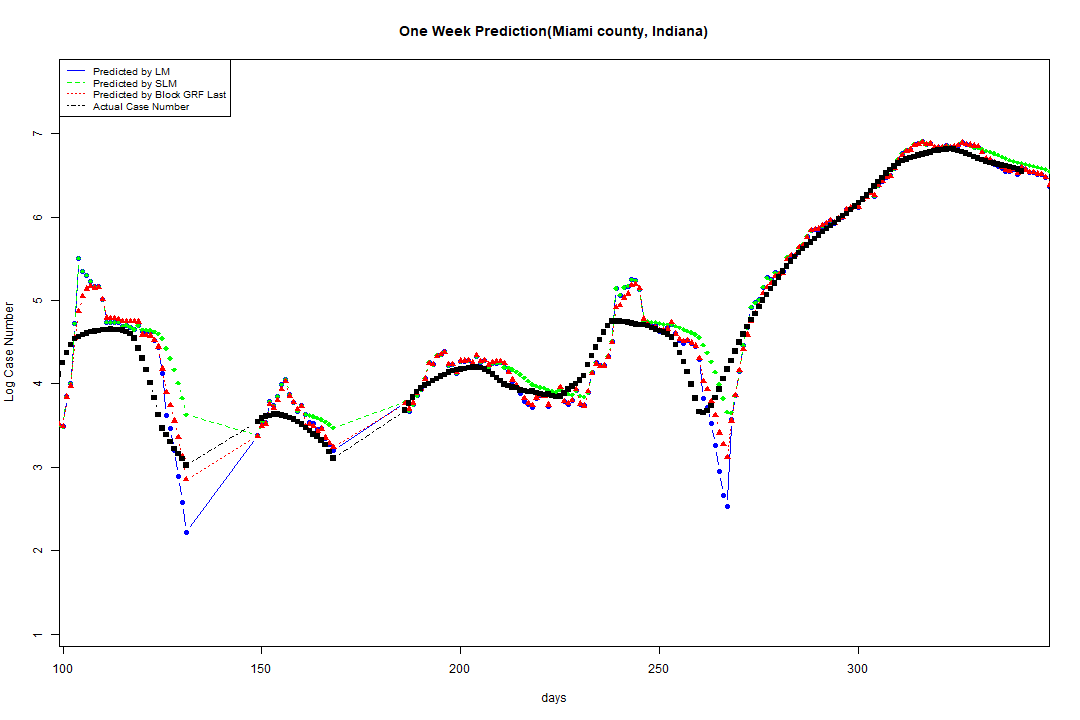 One Week Prediction(Miami county, Indiana)
Predicted by LM
Predicted by SLM
Predicted by Block GRF Last
Actual Case Number
7
6
5
4
3
2
1
Log Case Number
100 150 200 250 300
days